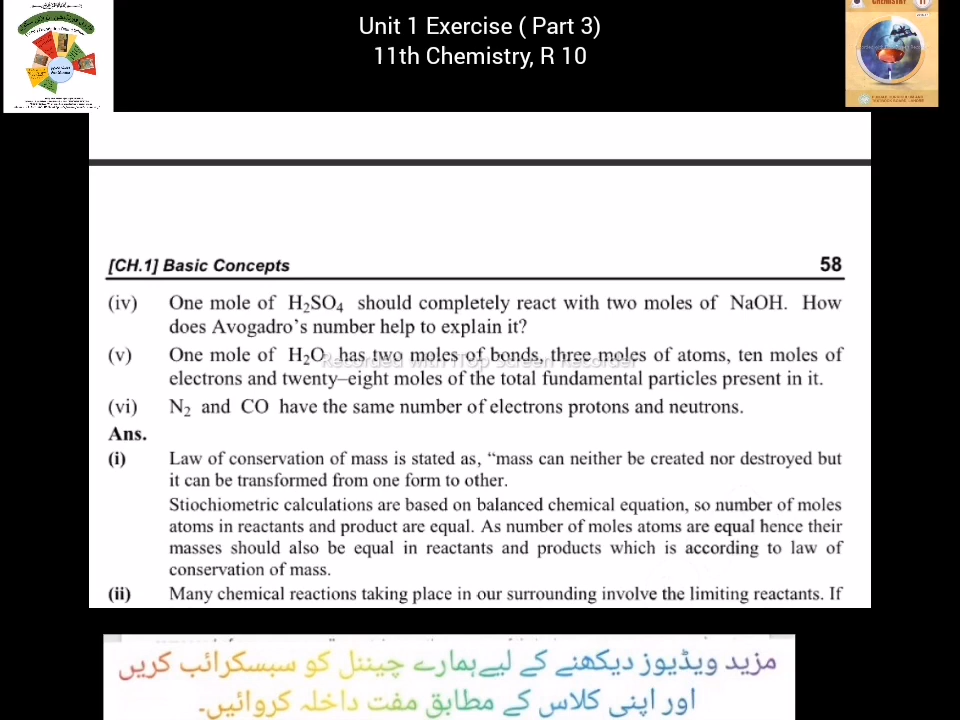 Unit 1 Exercise ( Part 3)
11th Chemistry, R 10
CHEMISTRY 11
[CH.1] Basic Concepts 58
(iv) One mole of H₂SO₄ should completely react with two moles of NaOH. How
does Avogadro's number help to explain it?
(v) One mole of H₂O has two moles of bonds, three moles of atoms, ten moles of
Recorded with iTop Screen Recorder
electrons and twenty–eight moles of the total fundamental particles present in it.
(vi) N₂ and CO have the same number of electrons protons and neutrons.
Ans.
(i) Law of conservation of mass is stated as, “mass can neither be created nor destroyed but
it can be transformed from one form to other.
Stiochiometric calculations are based on balanced chemical equation, so number of moles
atoms in reactants and product are equal. As number of moles atoms are equal hence their
masses should also be equal in reactants and products which is according to law of
conservation of mass.
(ii) Many chemical reactions taking place in our surrounding involve the limiting reactants. If
مزید ویڈیوز دیکھنے کے لیے ہمارے چیننل کو سبسکرائب کریں
اور اپنی کلاس کے مطابق مفت داخلہ کروائیں۔